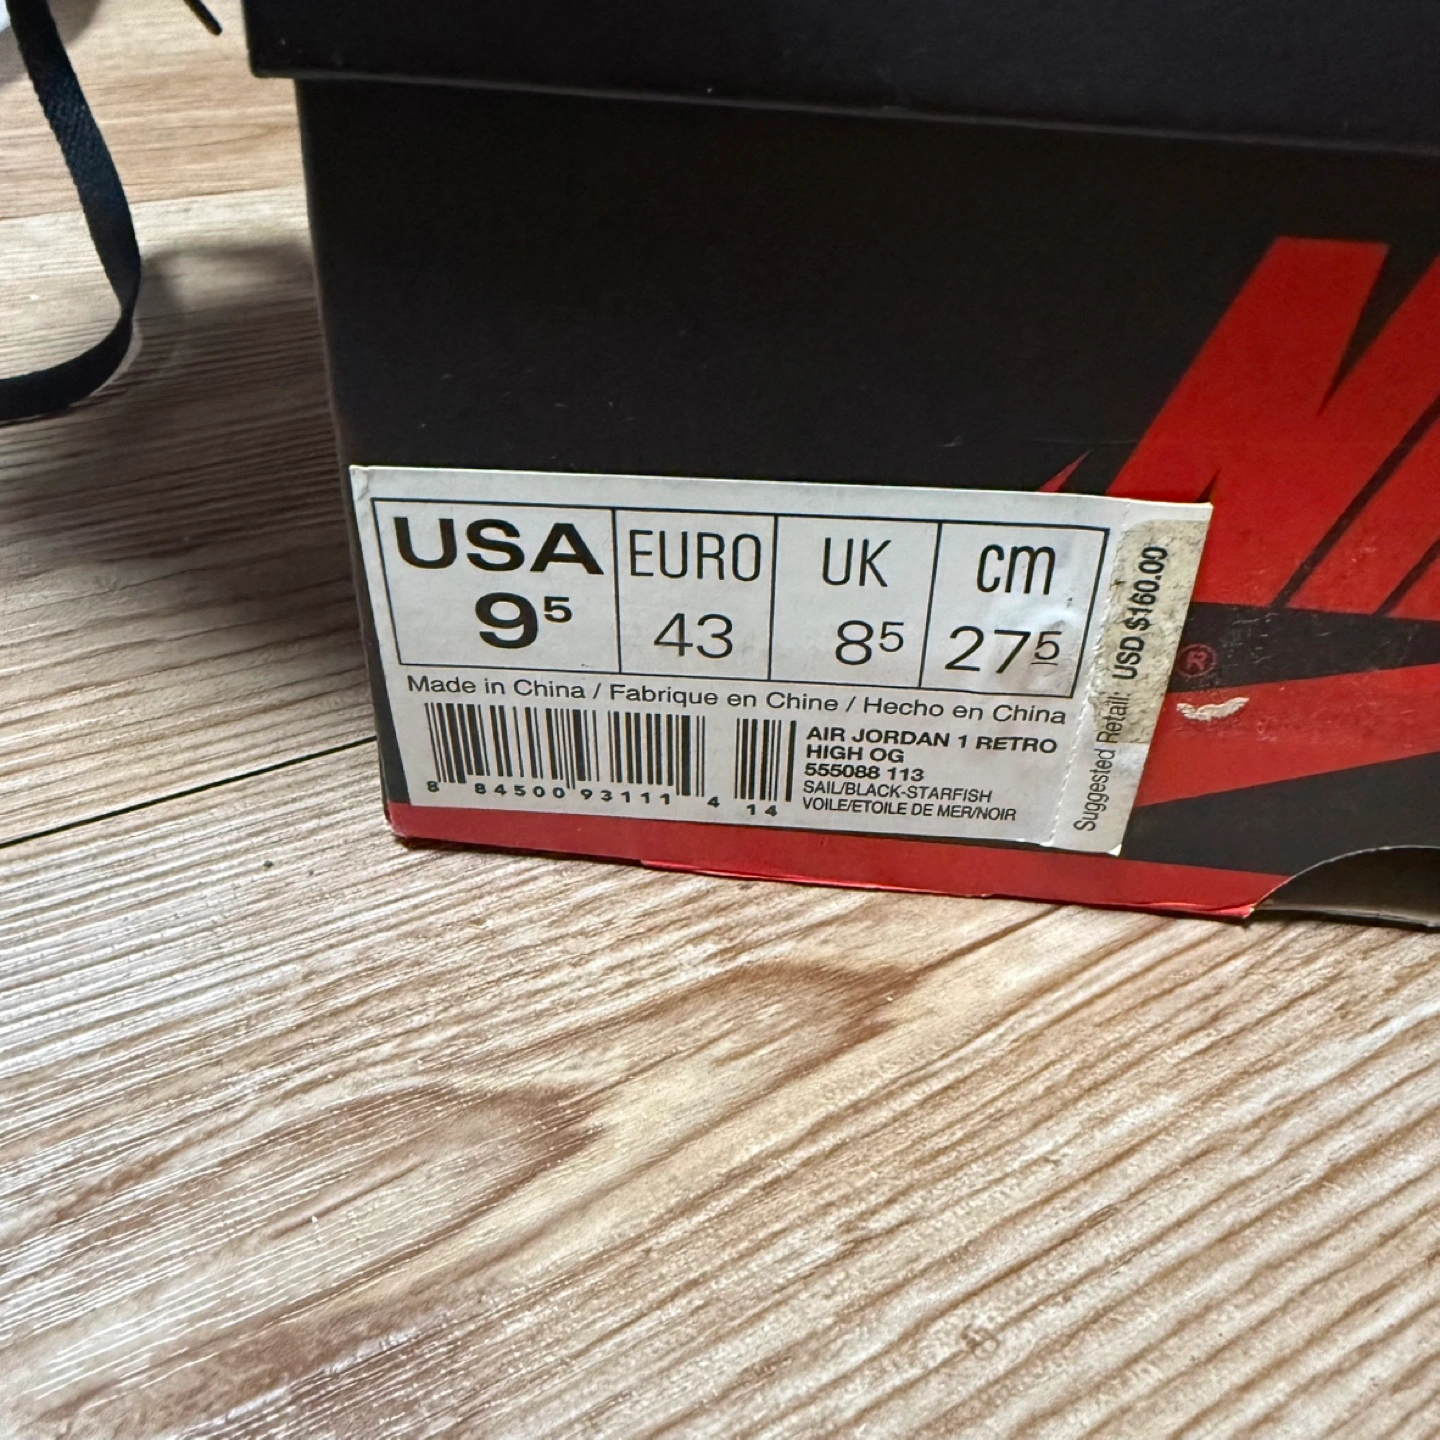 USA EURO UK cm
9⁵ 43 8⁵ 27⁵
Made in China / Fabrique en Chine / Hecho en China
AIR JORDAN 1 RETRO
HIGH OG
555088 113
SAIL/BLACK-STARFISH
VOILE/ETOILE DE MER/NOIR
8 84500 93111 4 14
Suggested Retail: USD $160.00
®